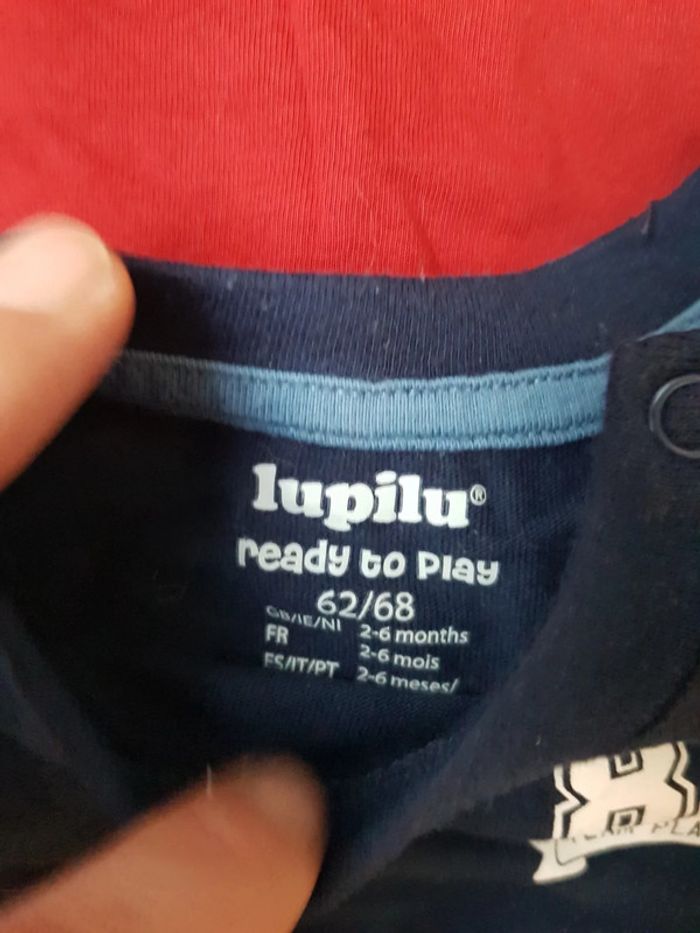 lupilu®
ready to play
62/68
GB/IE/NI 2-6 months
FR 2-6 mois
ES/IT/PT 2-6 meses/